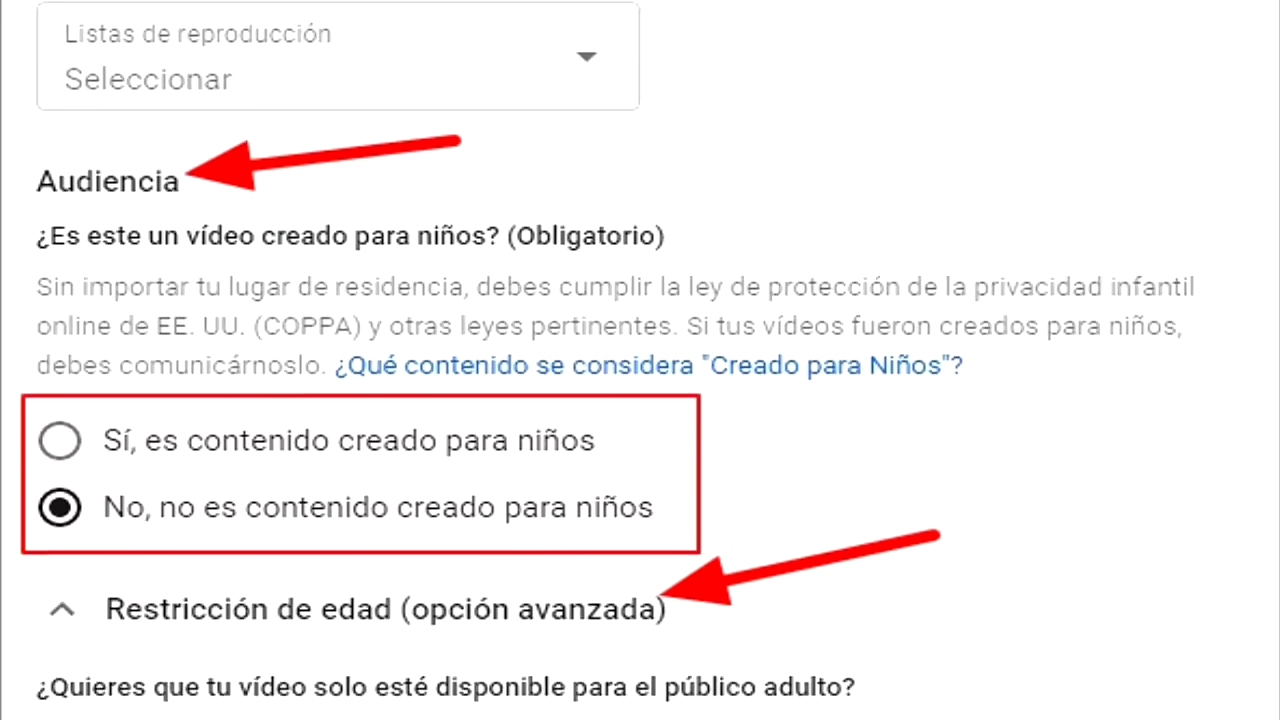 Listas de reproducción
Seleccionar
Audiencia
¿Es este un vídeo creado para niños? (Obligatorio)
Sin importar tu lugar de residencia, debes cumplir la ley de protección de la privacidad infantil
online de EE. UU. (COPPA) y otras leyes pertinentes. Si tus vídeos fueron creados para niños,
debes comunicárnoslo. ¿Qué contenido se considera "Creado para Niños"?
Sí, es contenido creado para niños
No, no es contenido creado para niños
Restricción de edad (opción avanzada)
¿Quieres que tu vídeo solo esté disponible para el público adulto?